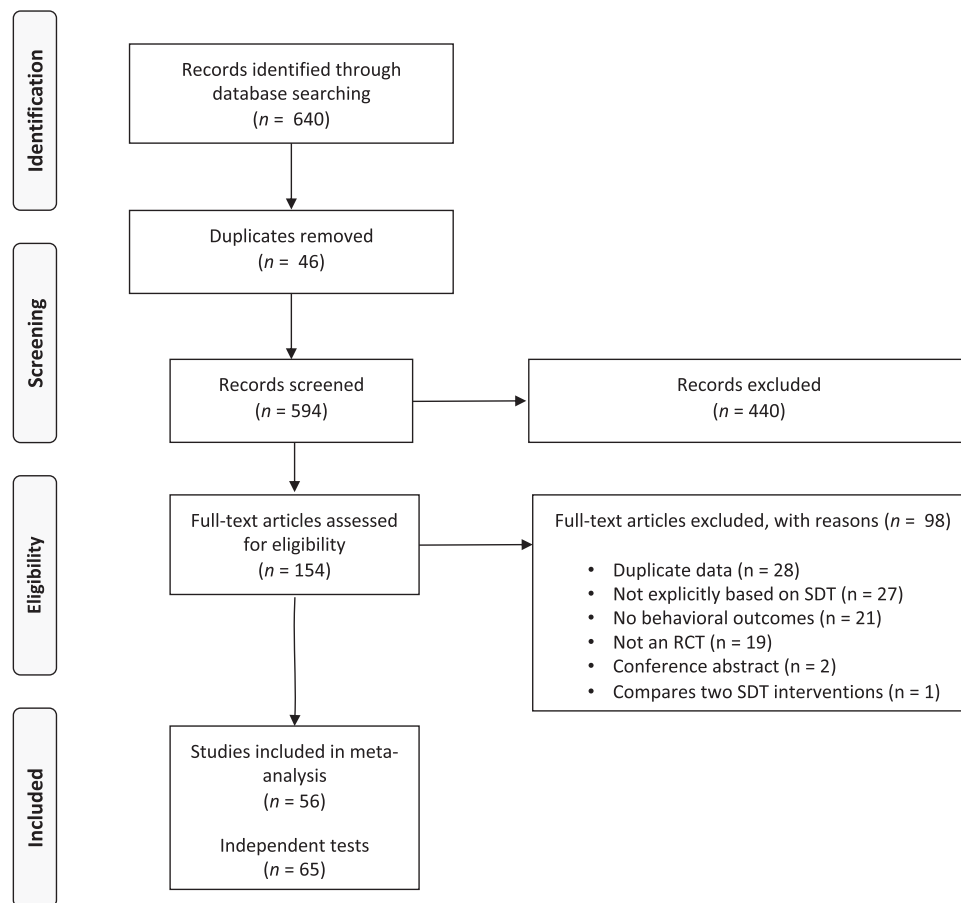 Identification
Records identified through
database searching
(n = 640)
Duplicates removed
(n = 46)
Screening
Records screened
(n = 594)
Records excluded
(n = 440)
Eligibility
Full-text articles assessed
for eligibility
(n = 154)
Full-text articles excluded, with reasons (n = 98)
• Duplicate data (n = 28)
• Not explicitly based on SDT (n = 27)
• No behavioral outcomes (n = 21)
• Not an RCT (n = 19)
• Conference abstract (n = 2)
• Compares two SDT interventions (n = 1)
Included
Studies included in meta-
analysis
(n = 56)
Independent tests
(n = 65)